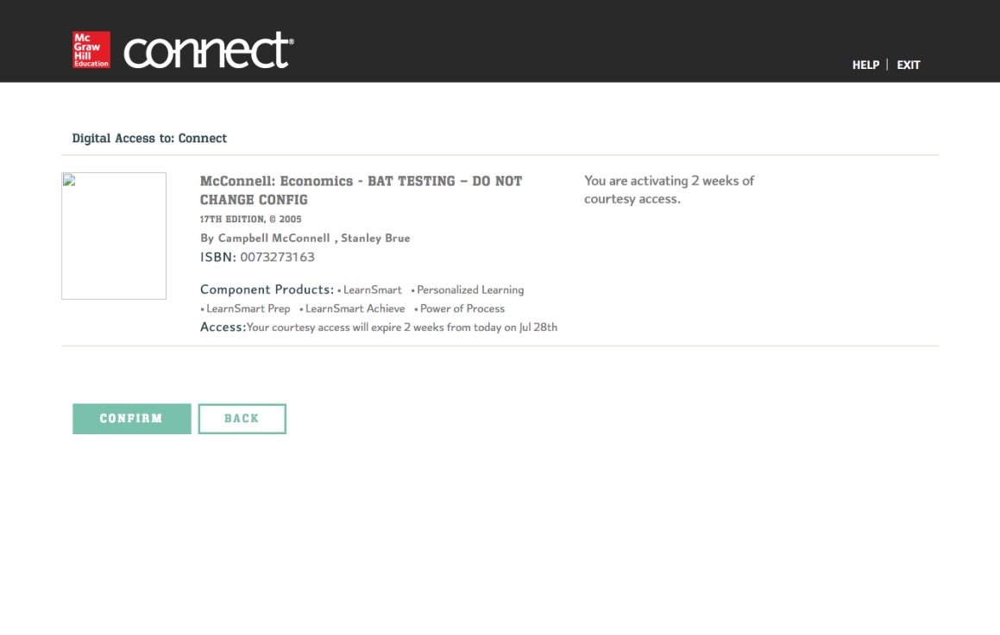 Mc
Graw
Hill
Education
connect®
HELP | EXIT
Digital Access to: Connect
McConnell: Economics - BAT TESTING – DO NOT
CHANGE CONFIG
17TH EDITION, © 2005
By Campbell McConnell , Stanley Brue
ISBN: 0073273163
Component Products: • LearnSmart • Personalized Learning
• LearnSmart Prep • LearnSmart Achieve • Power of Process
Access:Your courtesy access will expire 2 weeks from today on Jul 28th
You are activating 2 weeks of
courtesy access.
CONFIRM
BACK